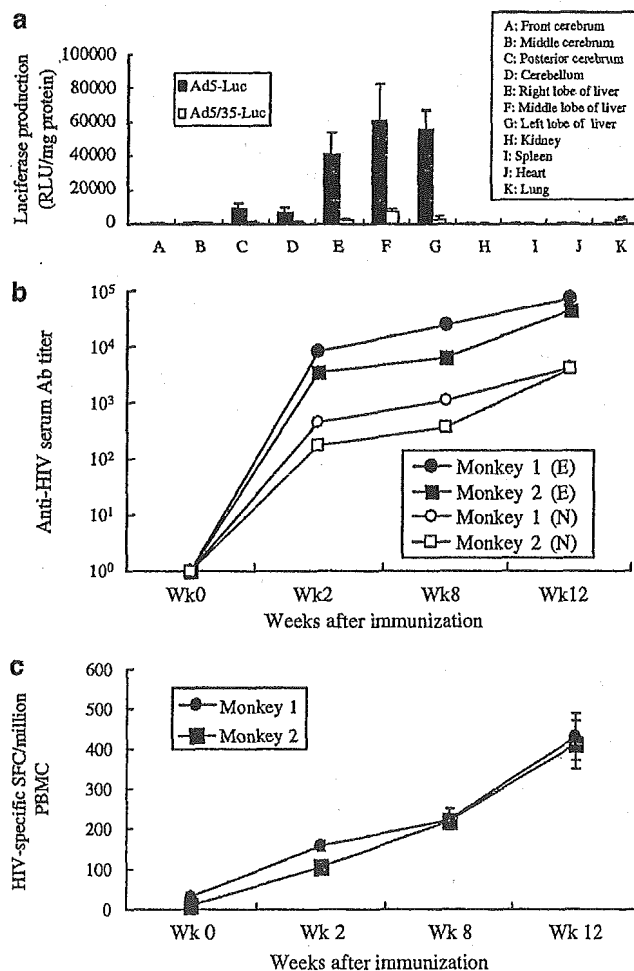 a
Luciferase production
(RLU/mg protein)
100000
80000
60000
40000
20000
0
Ad5-Luc
Ad5/35-Luc
A: Front cerebrum
B: Middle cerebrum
C: Posterior cerebrum
D: Cerebellum
E: Right lobe of liver
F: Middle lobe of liver
G: Left lobe of liver
H: Kidney
I: Spleen
J: Heart
K: Lung
A B C D E F G H I J K
b
Anti-HIV serum Ab titer
10⁵
10⁴
10³
10²
10¹
10⁰
Monkey 1 (E)
Monkey 2 (E)
Monkey 1 (N)
Monkey 2 (N)
Wk0 Wk2 Wk8 Wk12
Weeks after immunization
c
HIV-specific SFC/million
PBMC
600
500
400
300
200
100
0
Monkey 1
Monkey 2
Wk 0 Wk 2 Wk 8 Wk 12
Weeks after immunization